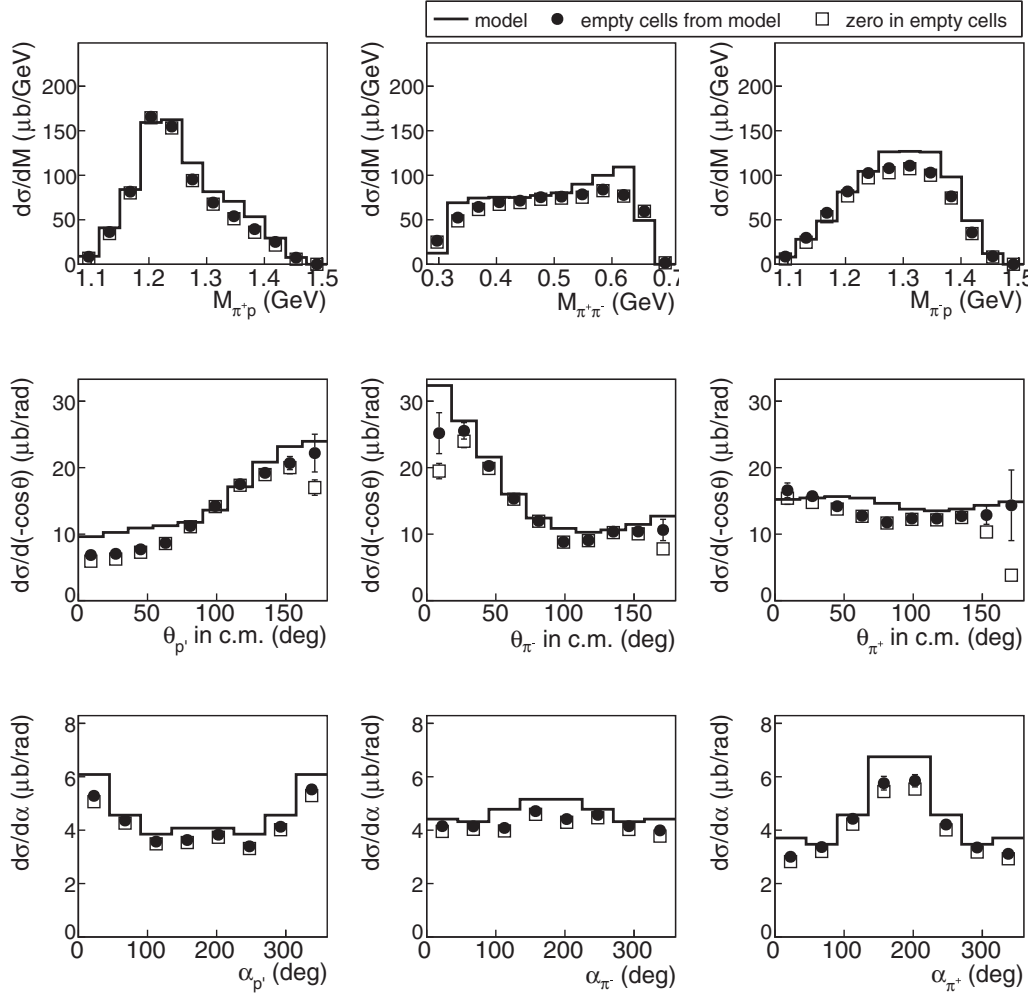 model empty cells from model zero in empty cells
dσ/dM (μb/GeV)
200
150
100
50
0
1.1 1.2 1.3 1.4 1.5
M_{π⁺p} (GeV)
dσ/dM (μb/GeV)
200
150
100
50
0
0.3 0.4 0.5 0.6 0.7
M_{π⁺π⁻} (GeV)
dσ/dM (μb/GeV)
200
150
100
50
0
1.1 1.2 1.3 1.4 1.5
M_{π⁻p} (GeV)
dσ/d(-cosθ) (μb/rad)
30
20
10
0
0 50 100 150
θ_{p'} in c.m. (deg)
dσ/d(-cosθ) (μb/rad)
30
20
10
0
0 50 100 150
θ_{π⁻} in c.m. (deg)
dσ/d(-cosθ) (μb/rad)
30
20
10
0
0 50 100 150
θ_{π⁺} in c.m. (deg)
dσ/dα (μb/rad)
8
6
4
2
0
0 100 200 300
α_{p'} (deg)
dσ/dα (μb/rad)
8
6
4
2
0
0 100 200 300
α_{π⁻} (deg)
dσ/dα (μb/rad)
8
6
4
2
0
0 100 200 300
α_{π⁺} (deg)